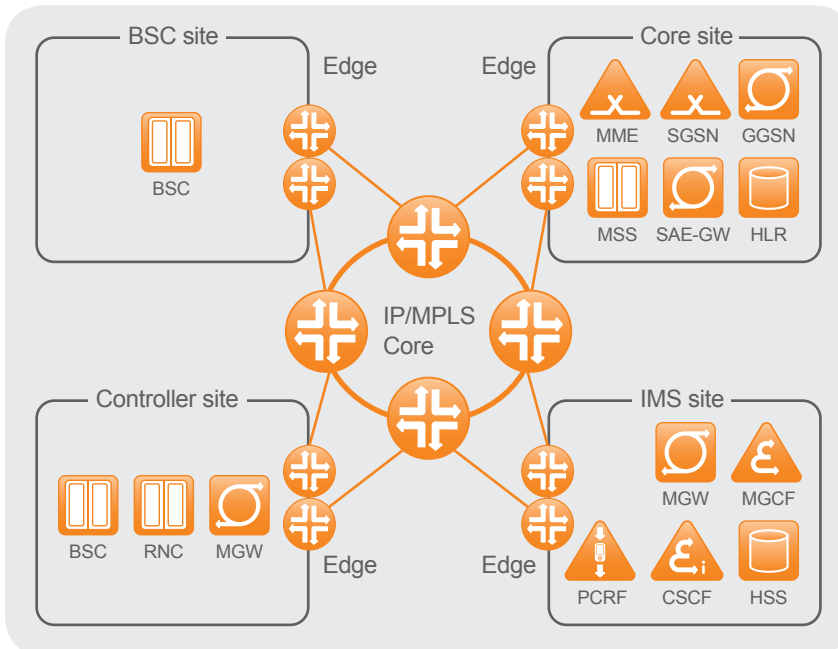 BSC site
Edge
BSC
Edge
Core site
MME SGSN GGSN
MSS SAE-GW HLR
IP/MPLS
Core
Controller site
BSC RNC MGW
Edge
IMS site
MGW MGCF
Edge
PCRF CSCF HSS